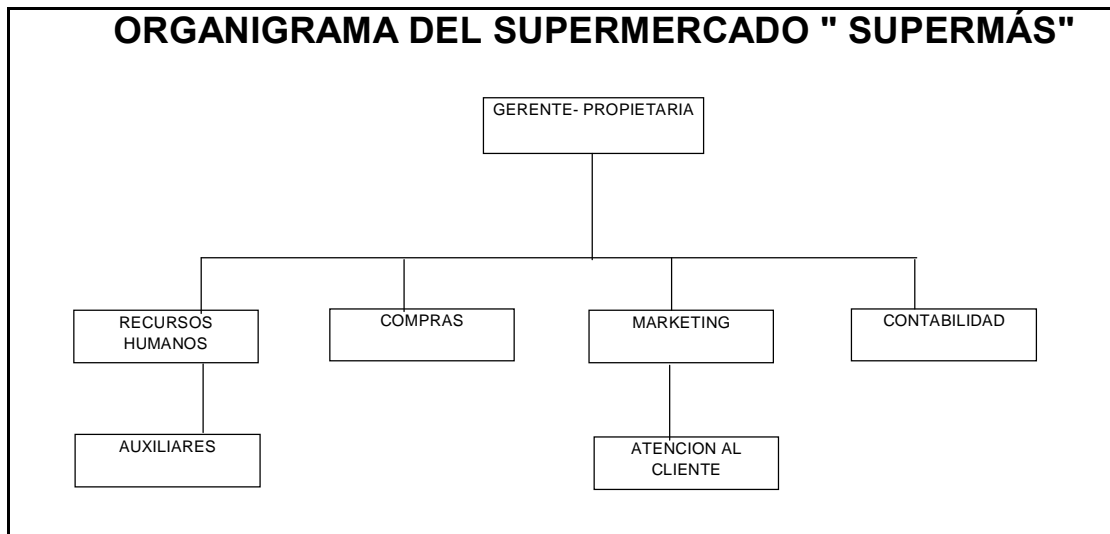 ORGANIGRAMA DEL SUPERMERCADO " SUPERMÁS"
GERENTE- PROPIETARIA
RECURSOS
HUMANOS
COMPRAS
MARKETING
CONTABILIDAD
AUXILIARES
ATENCION AL
CLIENTE